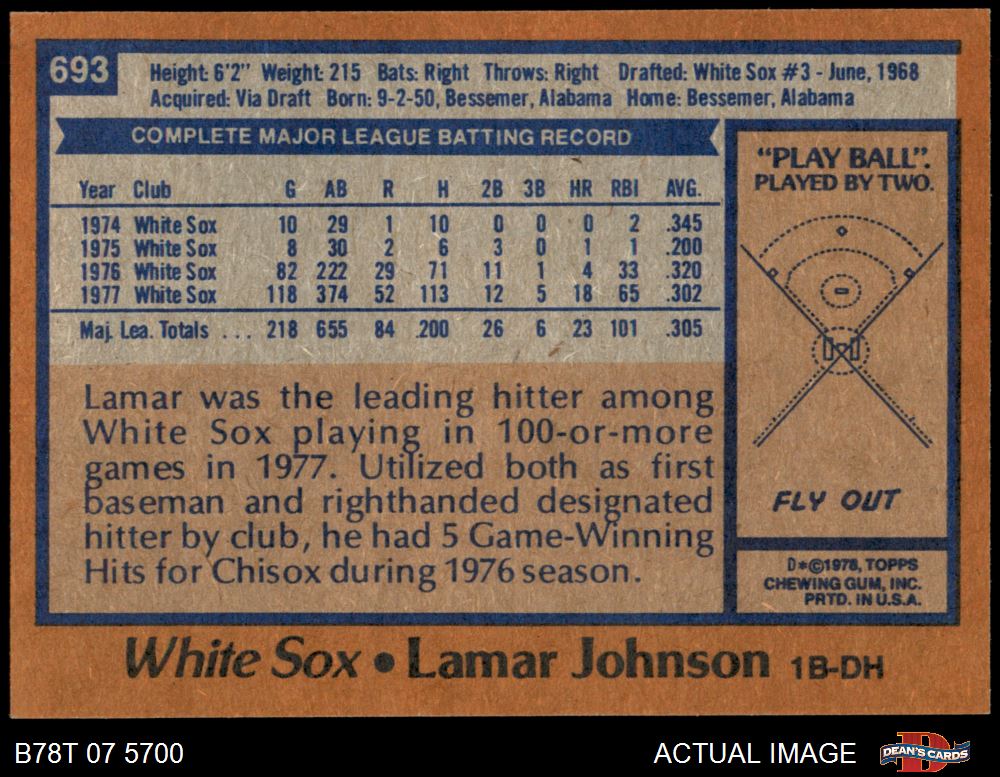 693
Height: 6'2" Weight: 215 Bats: Right Throws: Right Drafted: White Sox #3 - June, 1968
Acquired: Via Draft Born: 9-2-50, Bessemer, Alabama Home: Bessemer, Alabama
COMPLETE MAJOR LEAGUE BATTING RECORD
Year Club G AB R H 2B 3B HR RBI AVG.
1974 White Sox 10 29 1 10 0 0 0 2 .345
1975 White Sox 8 30 2 6 3 0 1 1 .200
1976 White Sox 82 222 29 71 11 1 4 33 .320
1977 White Sox 118 374 52 113 12 5 18 65 .302
Maj. Lea. Totals . . . 218 655 84 .200 26 6 23 101 .305
Lamar was the leading hitter among
White Sox playing in 100-or-more
games in 1977. Utilized both as first
baseman and righthanded designated
hitter by club, he had 5 Game-Winning
Hits for Chisox during 1976 season.
"PLAY BALL".
PLAYED BY TWO.
FLY OUT
D*©1978, TOPPS
CHEWING GUM, INC.
PRTD. IN U.S.A.
White Sox • Lamar Johnson 1B-DH
B78T 07 5700
ACTUAL IMAGE
DEAN'S CARDS